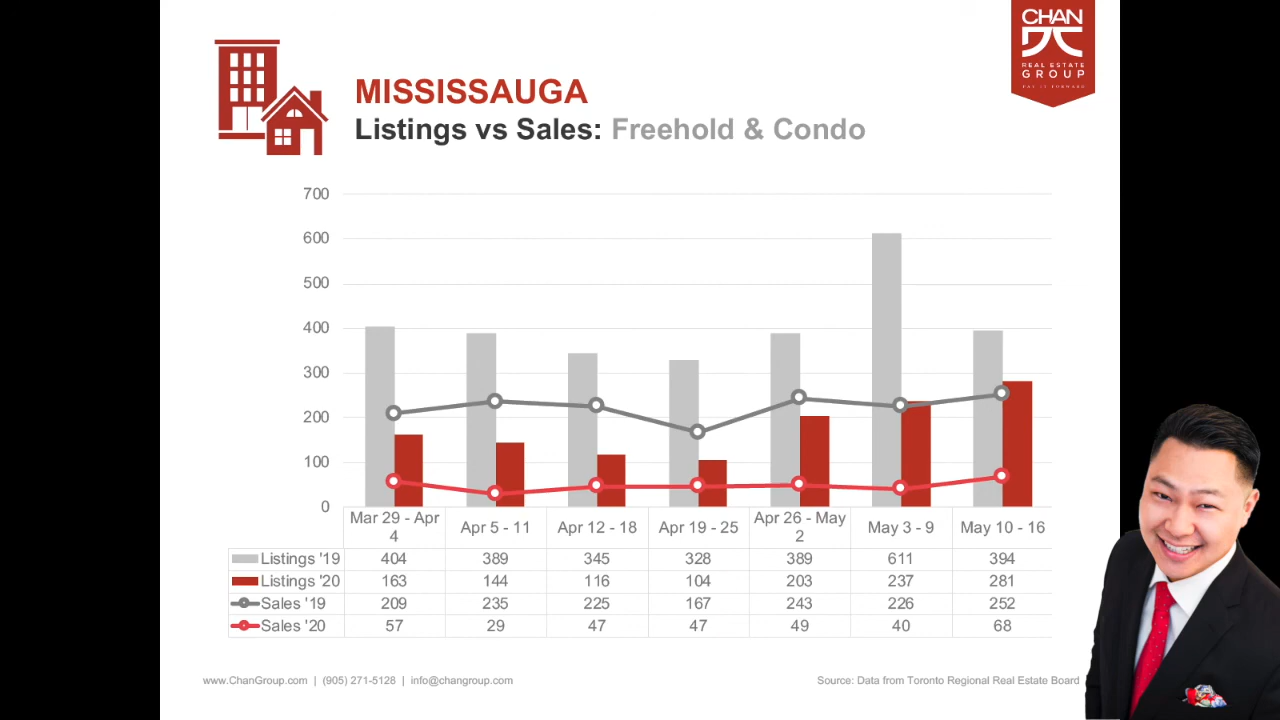 CHAN
REAL ESTATE
GROUP
PAY IT FORWARD
MISSISSAUGA
Listings vs Sales: Freehold & Condo
700
600
500
400
300
200
100
0
Mar 29 - Apr 4 Apr 5 - 11 Apr 12 - 18 Apr 19 - 25 Apr 26 - May 2 May 3 - 9 May 10 - 16
Listings '19 404 389 345 328 389 611 394
Listings '20 163 144 116 104 203 237 281
Sales '19 209 235 225 167 243 226 252
Sales '20 57 29 47 47 49 40 68
www.ChanGroup.com | (905) 271-5128 | info@changroup.com
Source: Data from Toronto Regional Real Estate Board